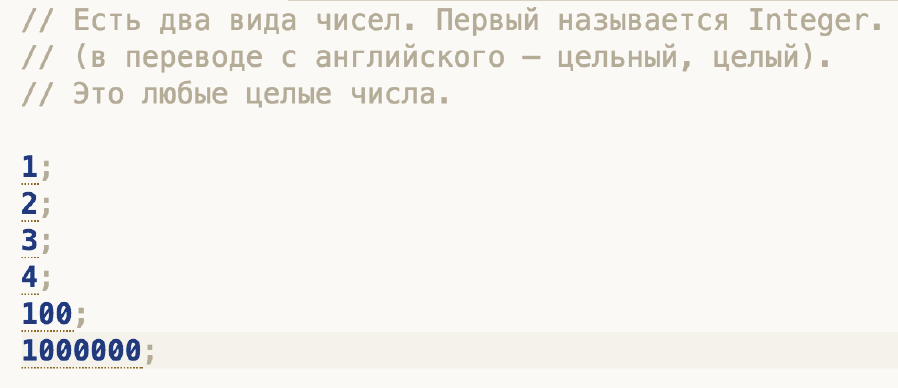 // Есть два вида чисел. Первый называется Integer.
// (в переводе с английского – цельный, целый).
// Это любые целые числа.
1;
2;
3;
4;
100;
1000000;